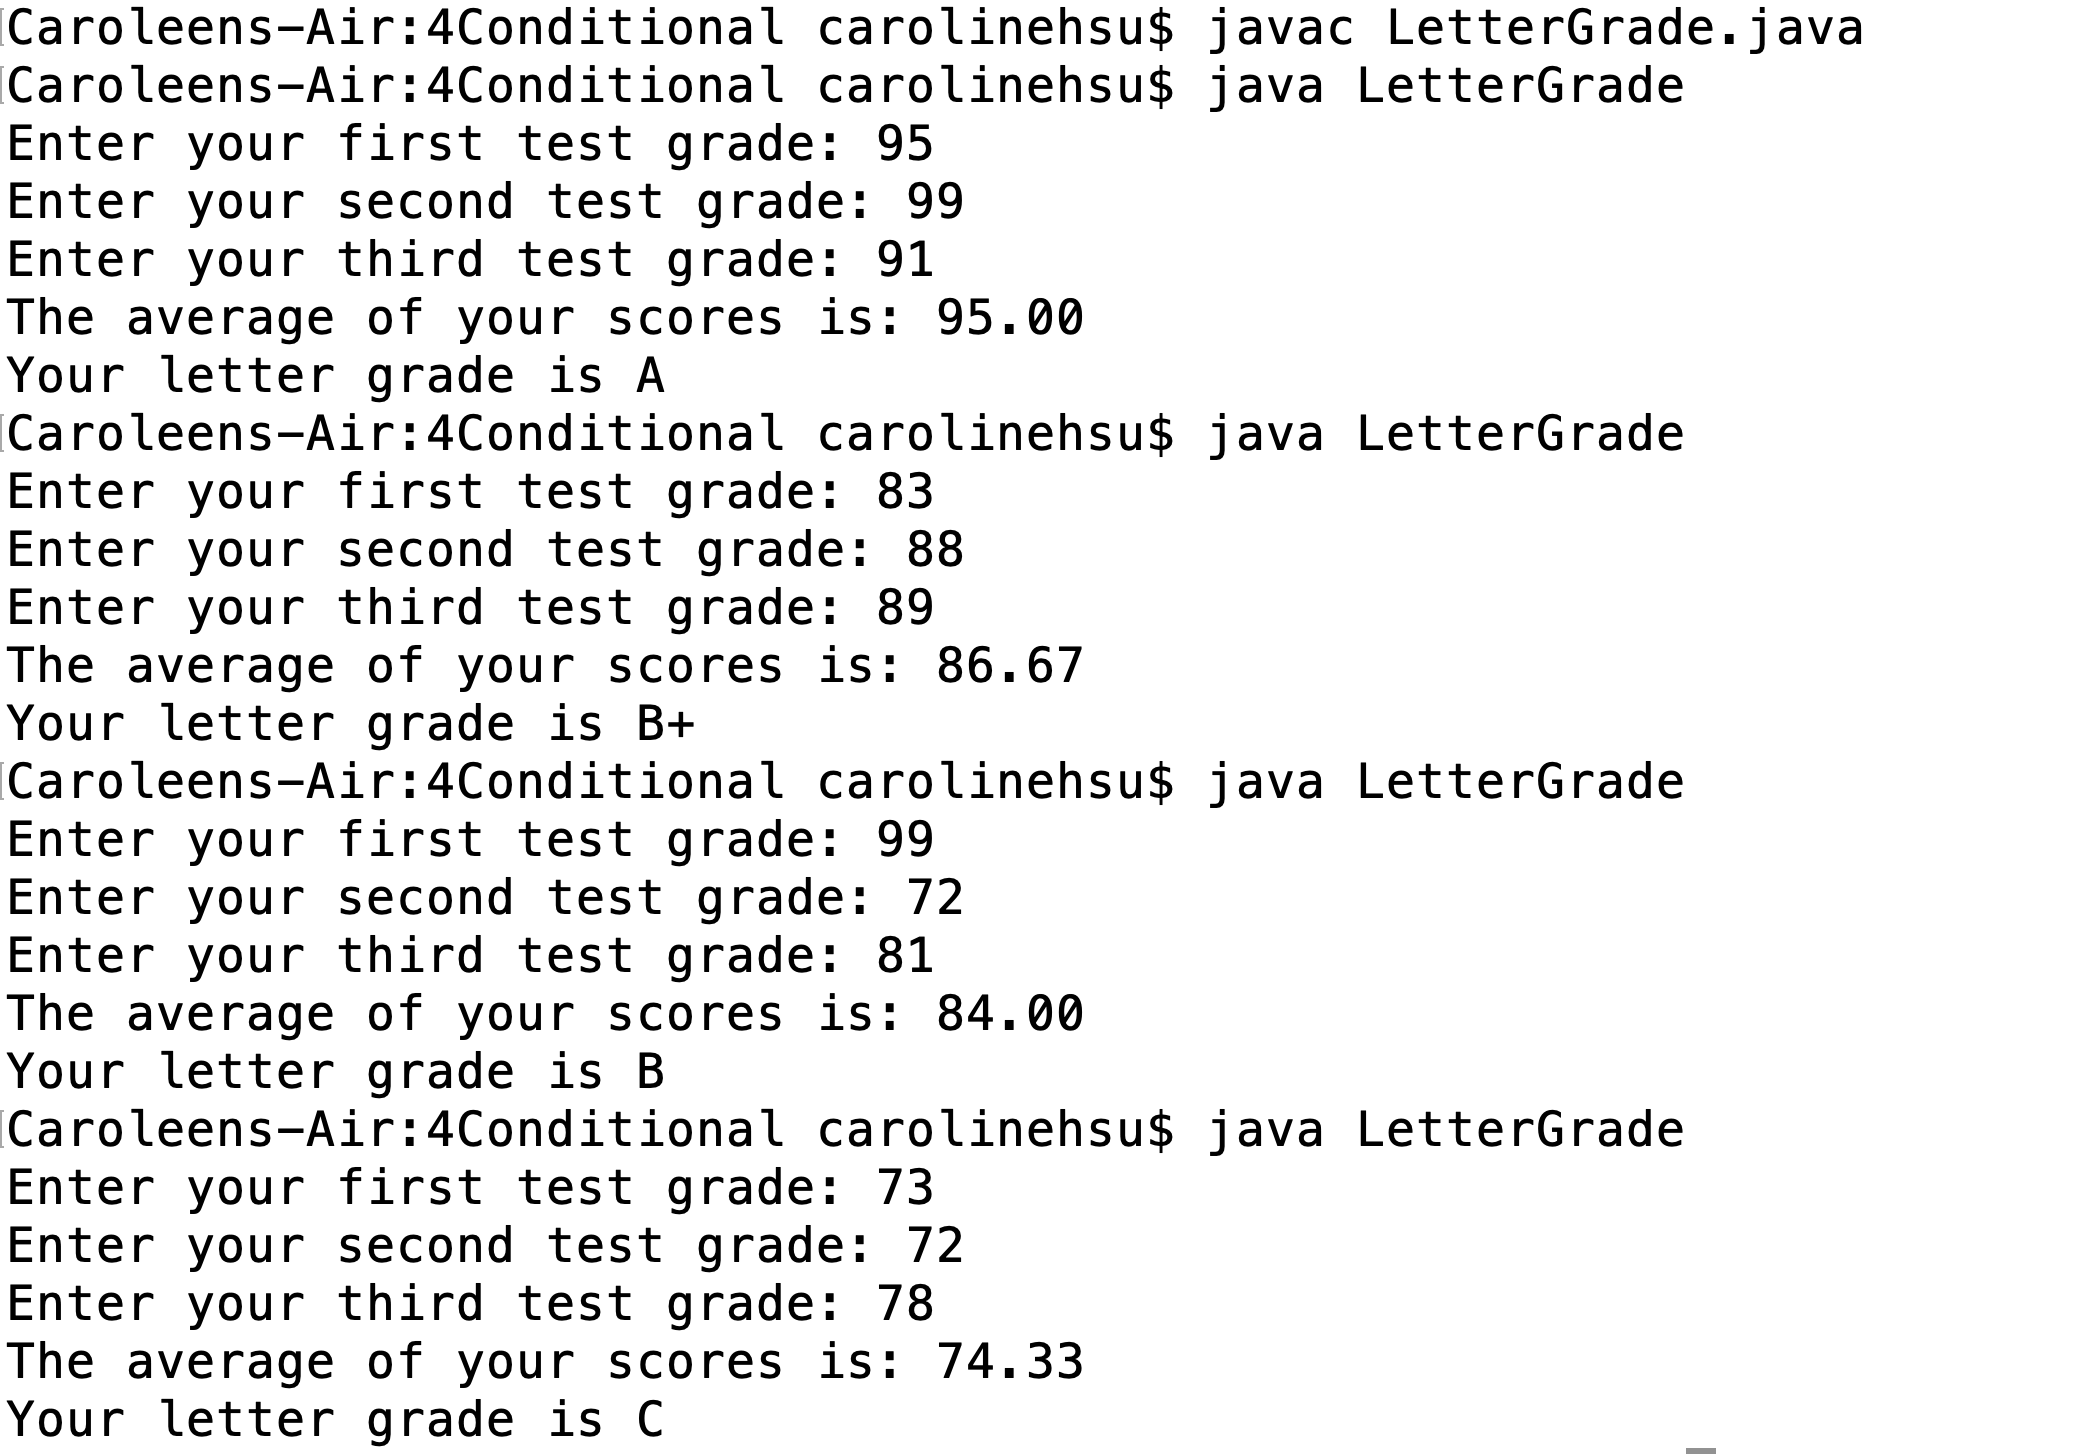 Caroleens-Air:4Conditional carolinehsu$ javac LetterGrade.java
Caroleens-Air:4Conditional carolinehsu$ java LetterGrade
Enter your first test grade: 95
Enter your second test grade: 99
Enter your third test grade: 91
The average of your scores is: 95.00
Your letter grade is A
Caroleens-Air:4Conditional carolinehsu$ java LetterGrade
Enter your first test grade: 83
Enter your second test grade: 88
Enter your third test grade: 89
The average of your scores is: 86.67
Your letter grade is B+
Caroleens-Air:4Conditional carolinehsu$ java LetterGrade
Enter your first test grade: 99
Enter your second test grade: 72
Enter your third test grade: 81
The average of your scores is: 84.00
Your letter grade is B
Caroleens-Air:4Conditional carolinehsu$ java LetterGrade
Enter your first test grade: 73
Enter your second test grade: 72
Enter your third test grade: 78
The average of your scores is: 74.33
Your letter grade is C